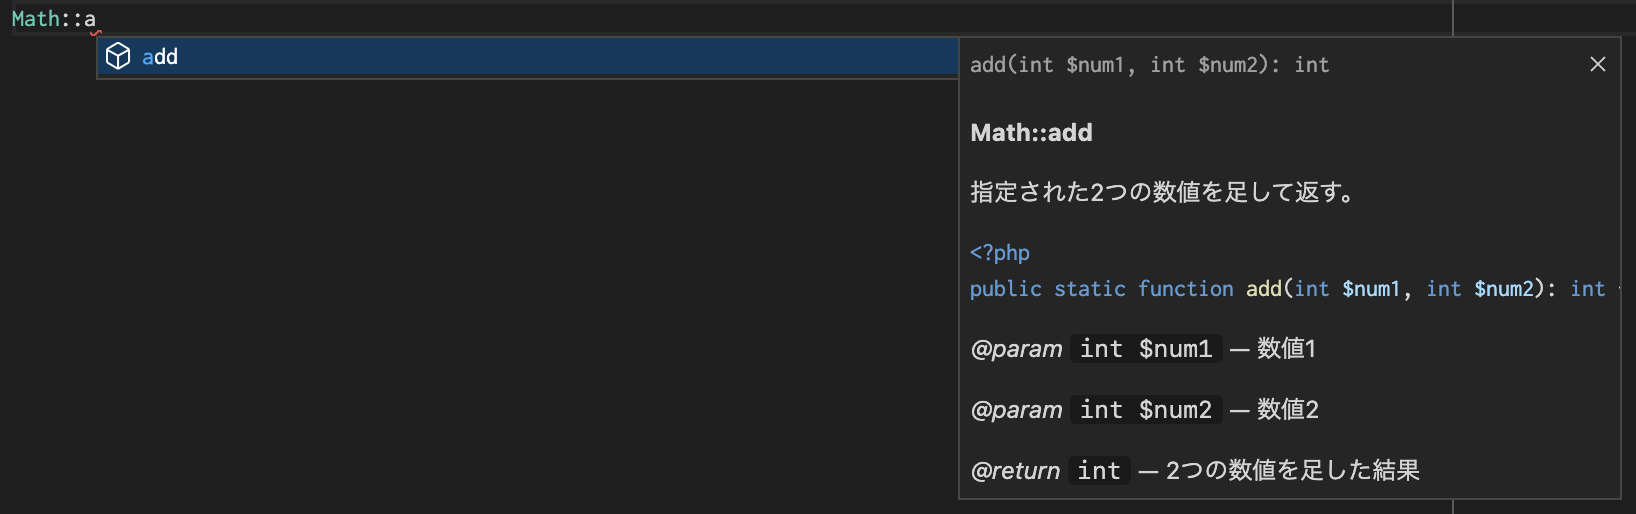 Math::a
add
add(int $num1, int $num2): int
Math::add
指定された2つの数値を足して返す。
<?php
public static function add(int $num1, int $num2): int
@param int $num1 — 数値1
@param int $num2 — 数値2
@return int — 2つの数値を足した結果